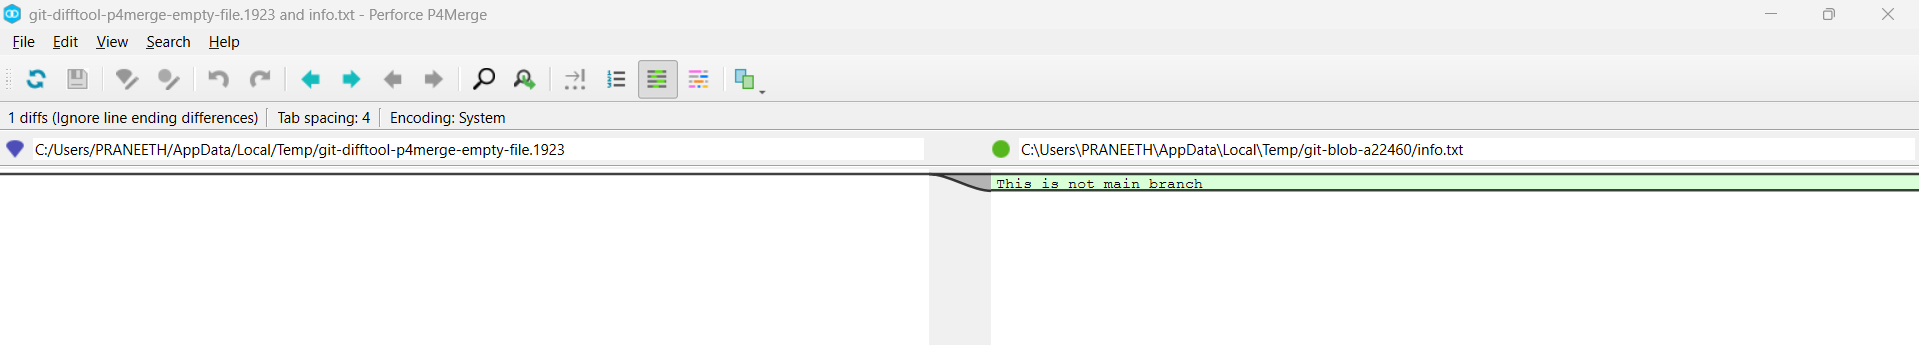 git-difftool-p4merge-empty-file.1923 and info.txt - Perforce P4Merge
File Edit View Search Help
1 diffs (Ignore line ending differences) Tab spacing: 4 Encoding: System
C:/Users/PRANEETH/AppData/Local/Temp/git-difftool-p4merge-empty-file.1923 C:\Users\PRANEETH\AppData\Local\Temp/git-blob-a22460/info.txt
This is not main branch